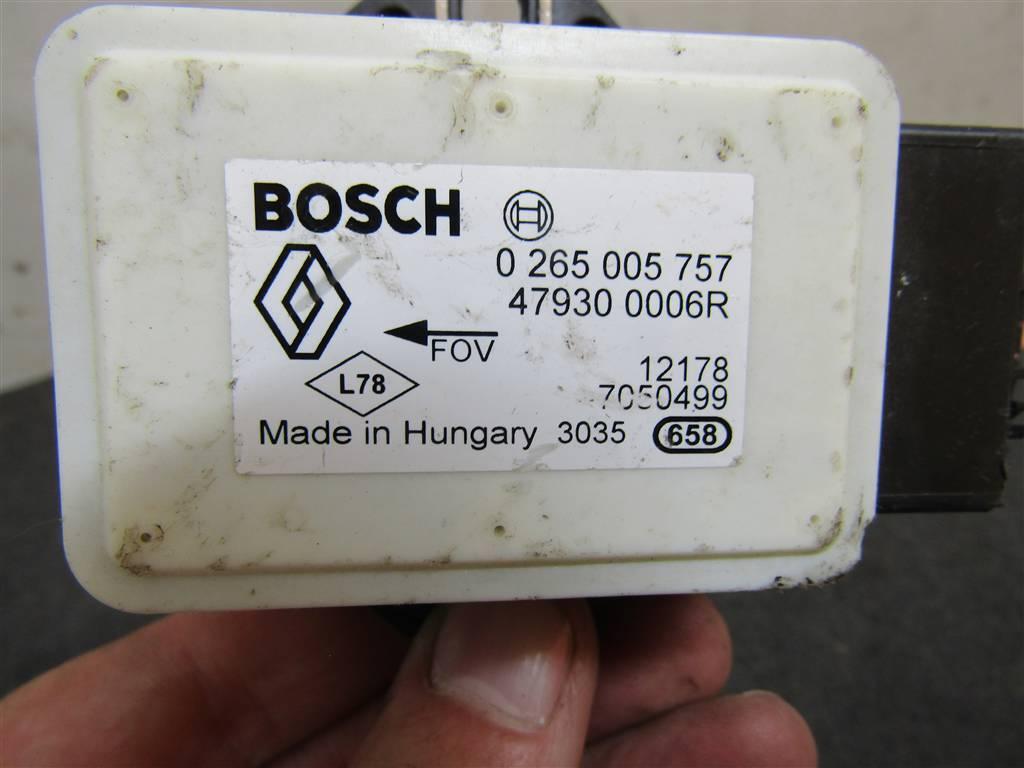 BOSCH
0 265 005 757
47930 0006R
FOV
L78
12178
7050499
Made in Hungary 3035 658